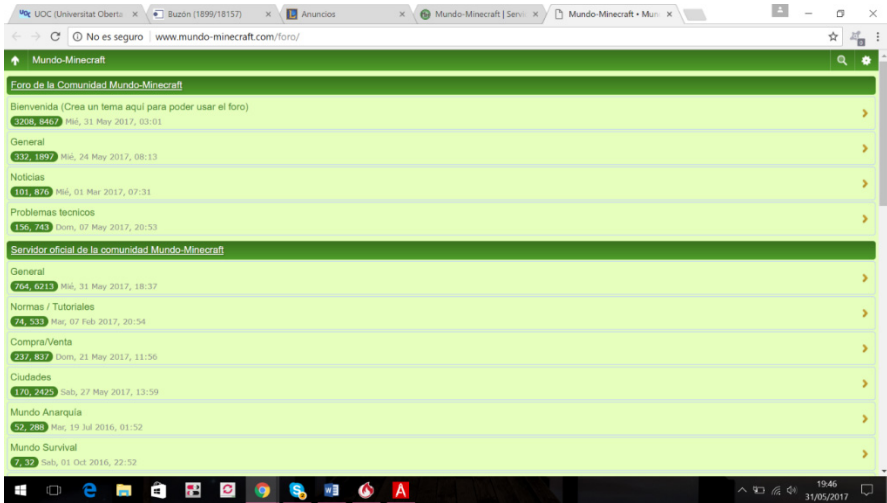 UOC (Universitat Oberta
Buzón (1899/18157)
Anuncios
Mundo-Minecraft | Servi
Mundo-Minecraft • Mun
No es seguro | www.mundo-minecraft.com/foro/
Mundo-Minecraft
Foro de la Comunidad Mundo-Minecraft
Bienvenida (Crea un tema aquí para poder usar el foro)
3208, 8467 Mié, 31 May 2017, 03:01
General
332, 1897 Mié, 24 May 2017, 08:13
Noticias
101, 876 Mié, 01 Mar 2017, 07:31
Problemas tecnicos
156, 743 Dom, 07 May 2017, 20:53
Servidor oficial de la comunidad Mundo-Minecraft
General
764, 6213 Mié, 31 May 2017, 18:37
Normas / Tutoriales
74, 533 Mar, 07 Feb 2017, 20:54
Compra/Venta
237, 837 Dom, 21 May 2017, 11:56
Ciudades
170, 2425 Sab, 27 May 2017, 13:59
Mundo Anarquía
52, 288 Mar, 19 Jul 2016, 01:52
Mundo Survival
7, 32 Sab, 01 Oct 2016, 22:52
19:46
31/05/2017